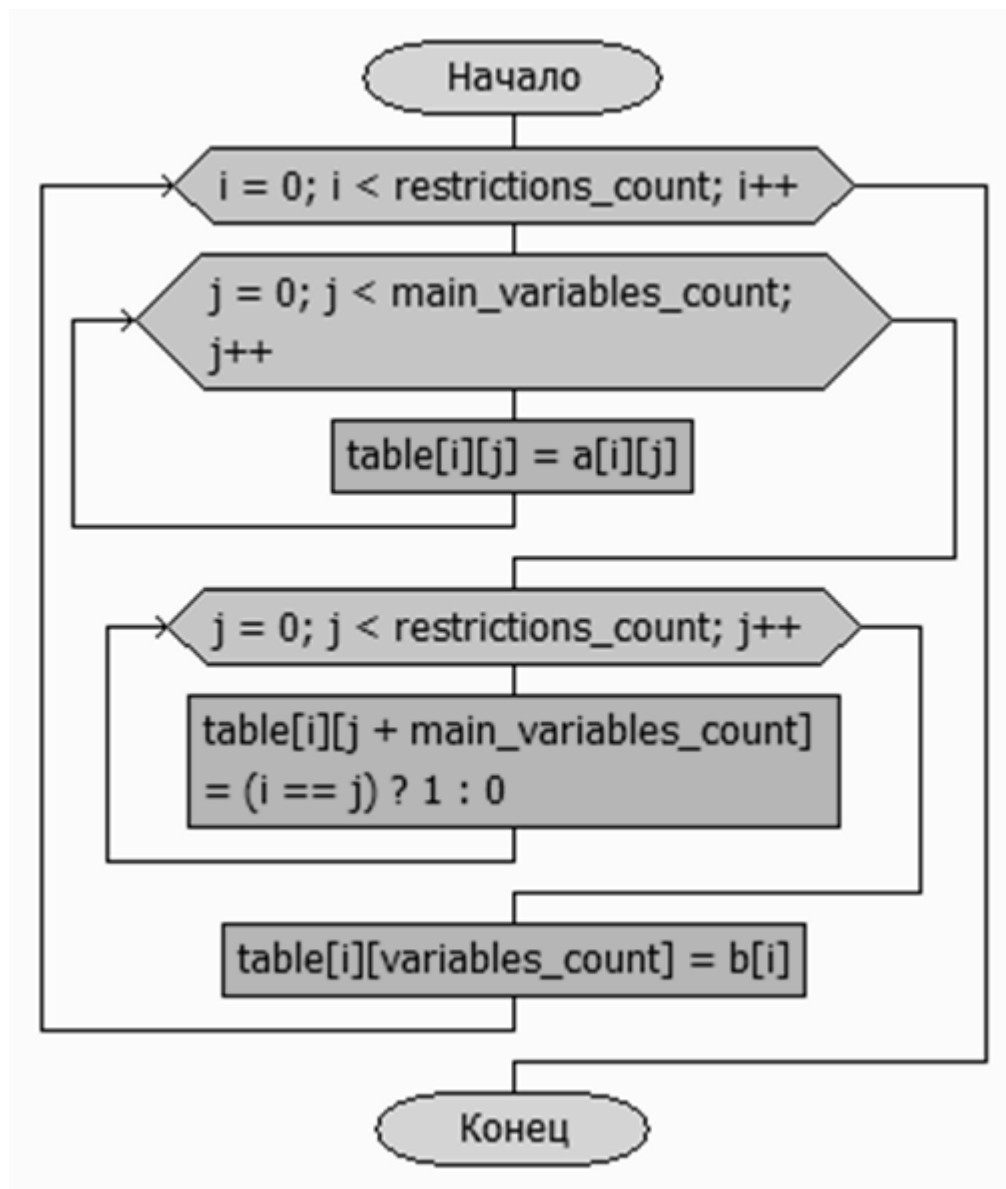 Начало
i = 0; i < restrictions_count; i++
j = 0; j < main_variables_count;
j++
table[i][j] = a[i][j]
j = 0; j < restrictions_count; j++
table[i][j + main_variables_count]
= (i == j) ? 1 : 0
table[i][variables_count] = b[i]
Конец